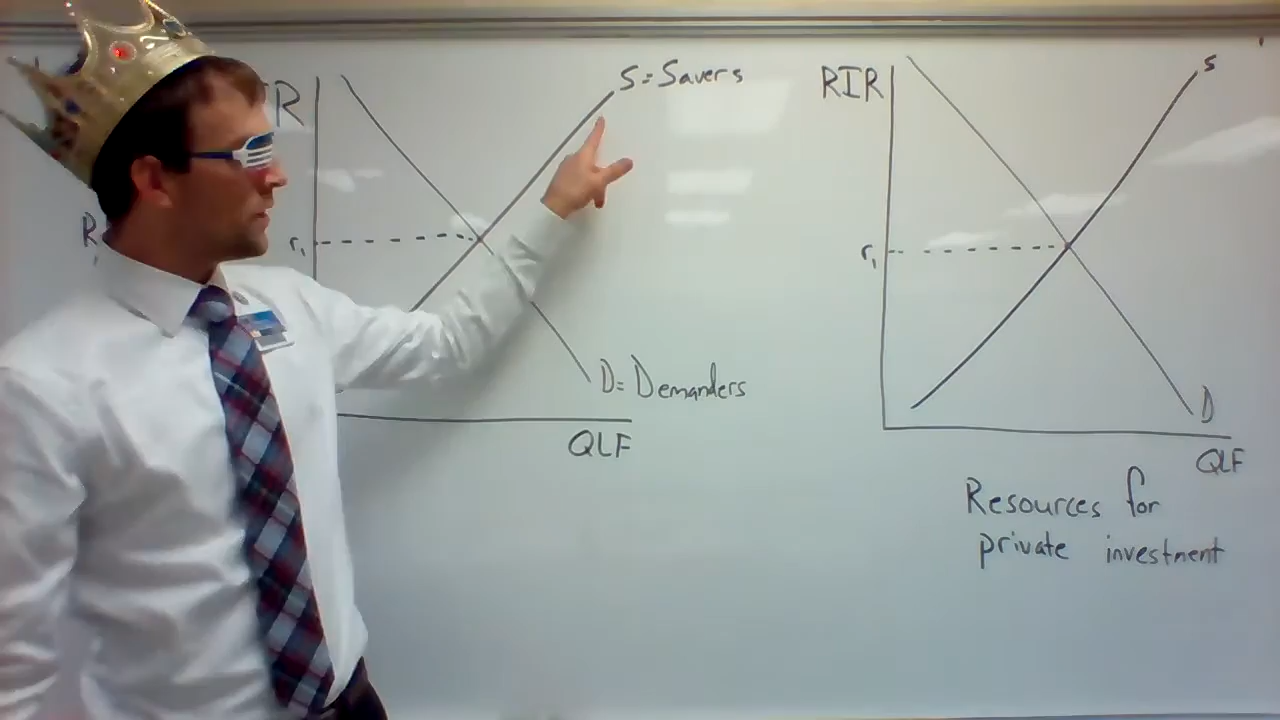 R
S = Savers
R
r₁
D = Demanders
QLF
RIR
S
r₁
D
QLF
Resources for
private investment